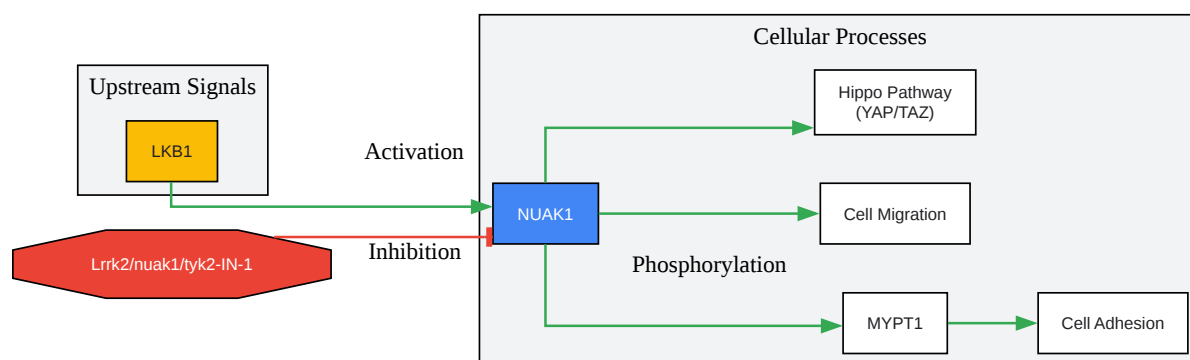 Cellular Processes
Upstream Signals
Hippo Pathway
(YAP/TAZ)
LKB1
Activation
NUAK1
Cell Migration
Inhibition
Lrrk2/nuak1/tyk2-IN-1
Phosphorylation
MYPT1
Cell Adhesion